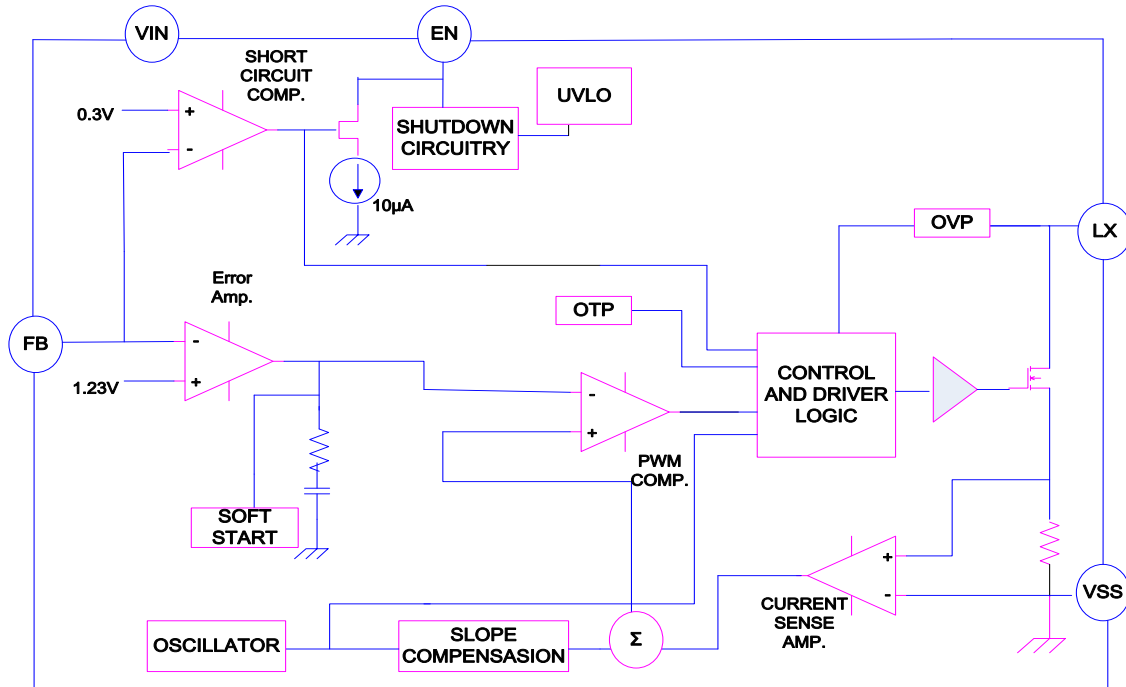 VIN
EN
SHORT
CIRCUIT
COMP.
UVLO
0.3V
+
-
SHUTDOWN
CIRCUITRY
10µA
OVP
LX
Error
Amp.
OTP
FB
-
+
1.23V
CONTROL
AND DRIVER
LOGIC
-
+
PWM
COMP.
SOFT
START
+
-
CURRENT
SENSE
AMP.
VSS
OSCILLATOR
SLOPE
COMPENSASION
Σ